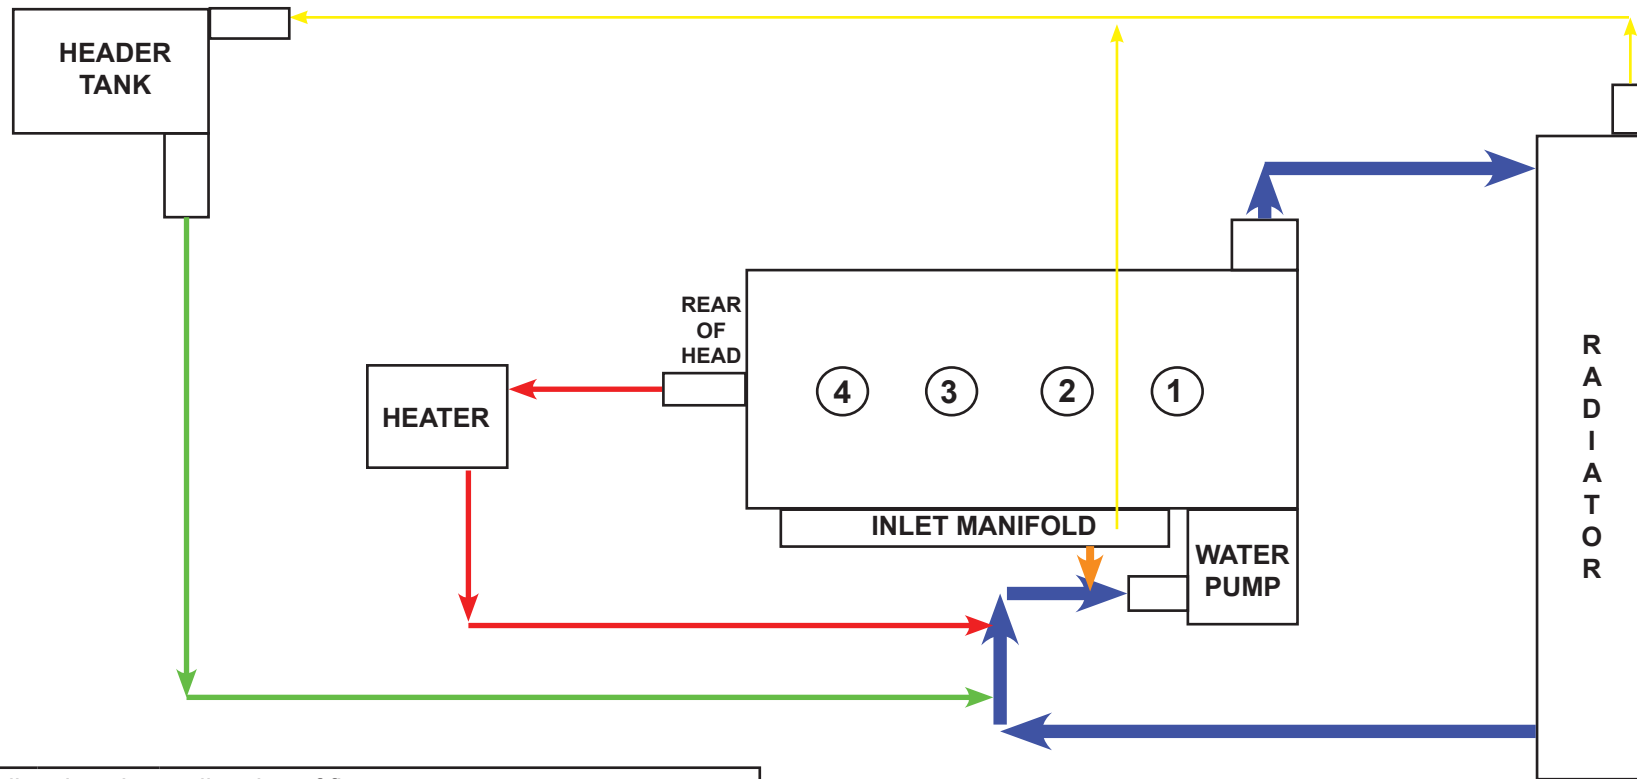 HEADER
TANK
REAR
OF
HEAD
HEATER
4
3
2
1
INLET MANIFOLD
WATER
PUMP
R
A
D
I
A
T
O
R